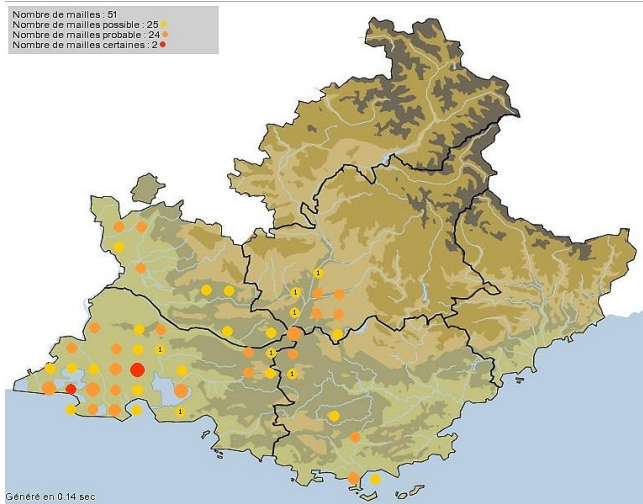 Nombre de mailles : 51
Nombre de mailles possible : 25
Nombre de mailles probable : 24
Nombre de mailles certaines : 2
1
1
1
1
1
1
1
1
Généré en 0.14 sec